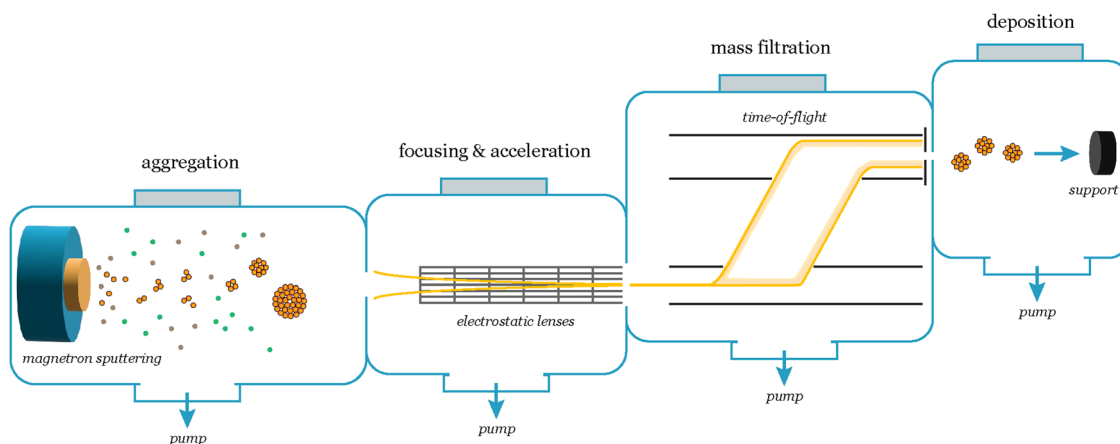 deposition
mass filtration
time-of-flight
focusing & acceleration
aggregation
support
electrostatic lenses
magnetron sputtering
pump
pump
pump
pump